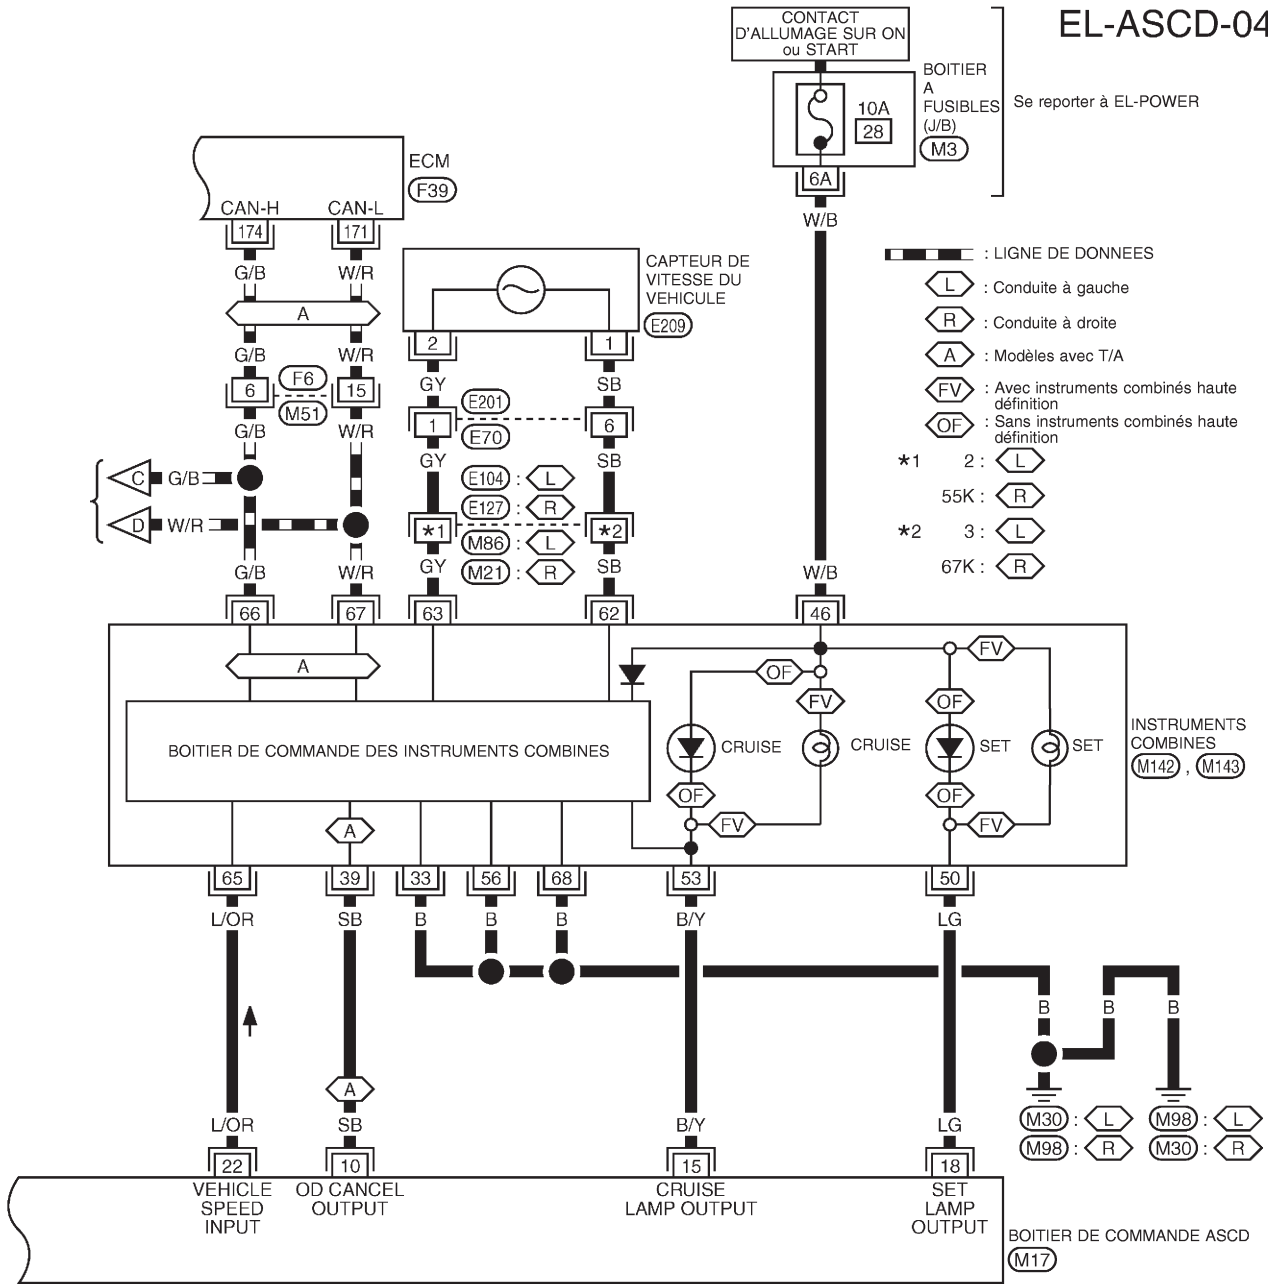 EL-ASCD-04
CONTACT
D'ALLUMAGE SUR ON
ou START
BOITIER
A
FUSIBLES
(J/B)
M3
10A
28
Se reporter à EL-POWER
6A
W/B
ECM
F39
CAN-H
CAN-L
174
171
G/B
W/R
A
G/B
W/R
6
F6
15
M51
G/B
W/R
C
G/B
D
W/R
G/B
W/R
CAPTEUR DE
VITESSE DU
VEHICULE
E209
2
1
GY
SB
E201
1
6
E70
GY
SB
E104 : L
E127 : R
*1
*2
M86 : L
M21 : R
GY
SB
W/B
: LIGNE DE DONNEES
L : Conduite à gauche
R : Conduite à droite
A : Modèles avec T/A
FV : Avec instruments combinés haute
définition
OF : Sans instruments combinés haute
définition
*1 2 : L
55K : R
*2 3 : L
67K : R
66
67
63
62
46
A
BOITIER DE COMMANDE DES INSTRUMENTS COMBINES
OF
FV
FV
OF
CRUISE
CRUISE
SET
SET
OF
FV
OF
FV
A
INSTRUMENTS
COMBINES
M142 , M143
65
39
33
56
68
53
50
L/OR
SB
B
B
B
B/Y
LG
B
B
B
A
L/OR
SB
B/Y
LG
M30 : L
M98 : L
M98 : R
M30 : R
22
10
15
18
VEHICLE
SPEED
INPUT
OD CANCEL
OUTPUT
CRUISE
LAMP OUTPUT
SET
LAMP
OUTPUT
BOITIER DE COMMANDE ASCD
M17